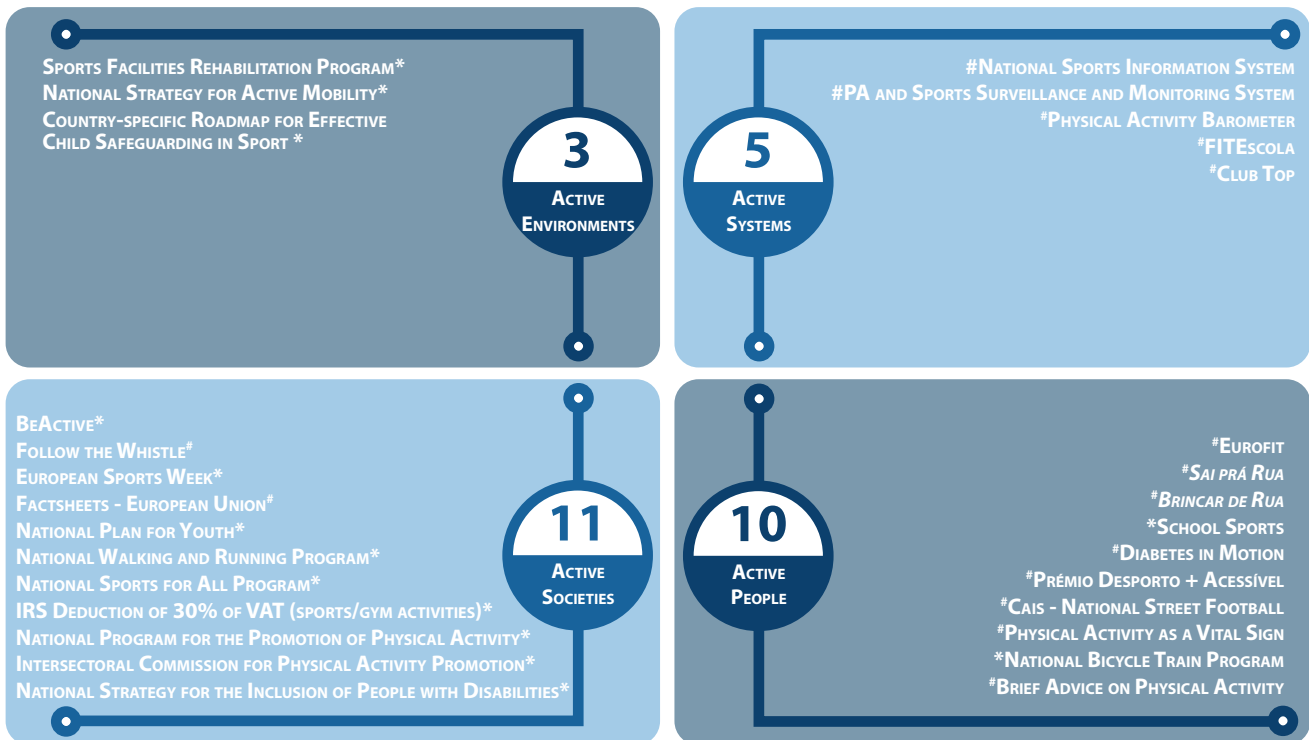 Sports Facilities Rehabilitation Program*
National Strategy for Active Mobility*
Country-specific Roadmap for Effective
Child Safeguarding in Sport *
3
Active
Environments
#National Sports Information System
#PA and Sports Surveillance and Monitoring System
#Physical Activity Barometer
#FITEscola
#Club Top
5
Active
Systems
BeActive*
Follow the Whistle#
European Sports Week*
Factsheets - European Union#
National Plan for Youth*
National Walking and Running Program*
National Sports for All Program*
IRS Deduction of 30% of VAT (sports/gym activities)*
National Program for the Promotion of Physical Activity*
Intersectoral Commission for Physical Activity Promotion*
National Strategy for the Inclusion of People with Disabilities*
11
Active
Societies
10
Active
People
#Eurofit
#Sai prá Rua
#Brincar de Rua
*School Sports
#Diabetes in Motion
#Prémio Desporto + Acessível
#Cais - National Street Football
#Physical Activity as a Vital Sign
*National Bicycle Train Program
#Brief Advice on Physical Activity